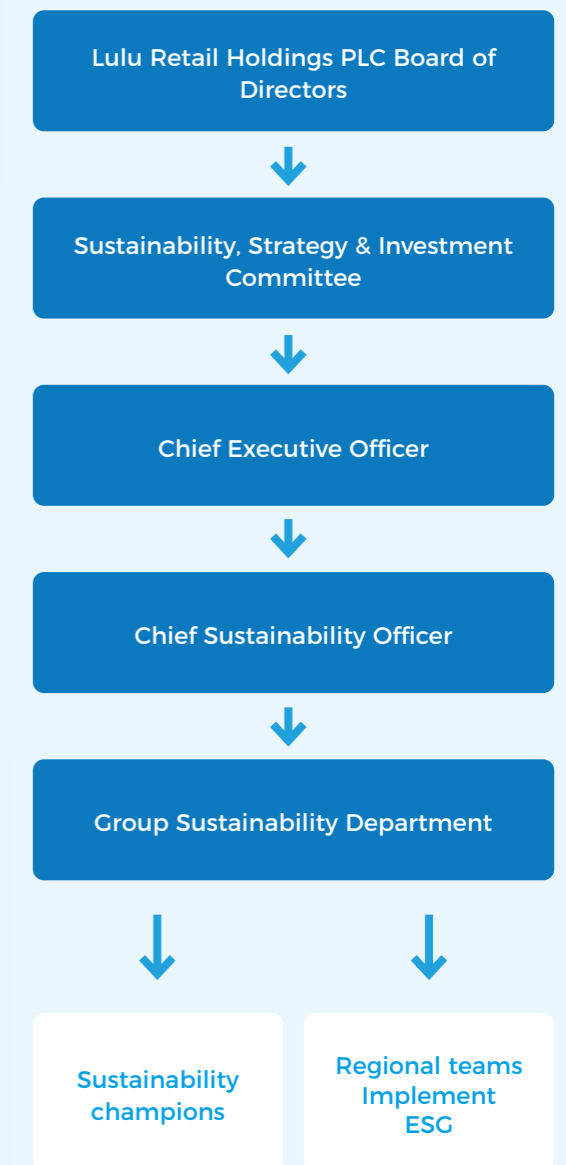 Lulu Retail Holdings PLC Board of
Directors
Sustainability, Strategy & Investment
Committee
Chief Executive Officer
Chief Sustainability Officer
Group Sustainability Department
Sustainability
champions
Regional teams
Implement
ESG